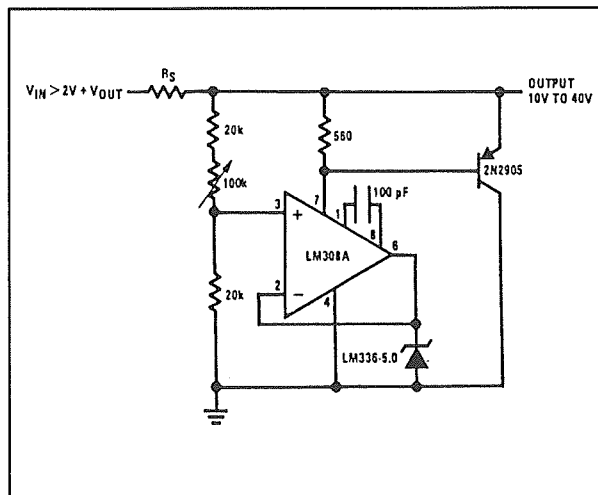 V_IN > 2V + V_OUT
R_S
OUTPUT
10V TO 40V
20k
560
100k
2N2905
100 pF
7
1
8
3
+
6
LM308A
2
−
4
20k
LM336-5.0